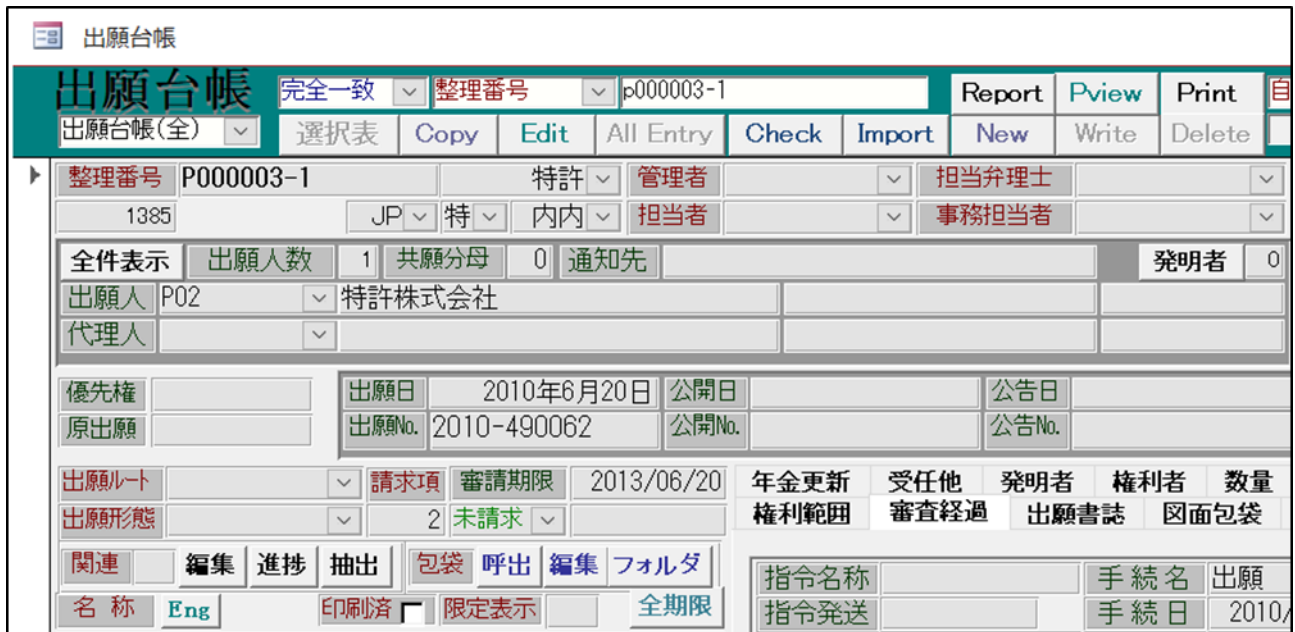 出願台帳
出願台帳 完全一致 整理番号 p000003-1 Report Pview Print 自
出願台帳(全) 選択表 Copy Edit All Entry Check Import New Write Delete
整理番号 P000003-1 特許 管理者 担当弁理士
1385 JP 特 内内 担当者 事務担当者
全件表示 出願人数 1 共願分母 0 通知先 発明者 0
出願人 P02 特許株式会社
代理人
優先権 出願日 2010年6月20日 公開日 公告日
原出願 出願No. 2010-490062 公開No. 公告No.
出願ルート 請求項 審請期限 2013/06/20 年金更新 受任他 発明者 権利者 数量
出願形態 2 未請求 権利範囲 審査経過 出願書誌 図面包袋
関連 編集 進捗 抽出 包袋 呼出 編集 フォルダ 指令名称 手続名 出願
名称 Eng 印刷済 限定表示 全期限 指令発送 手続日 2010/